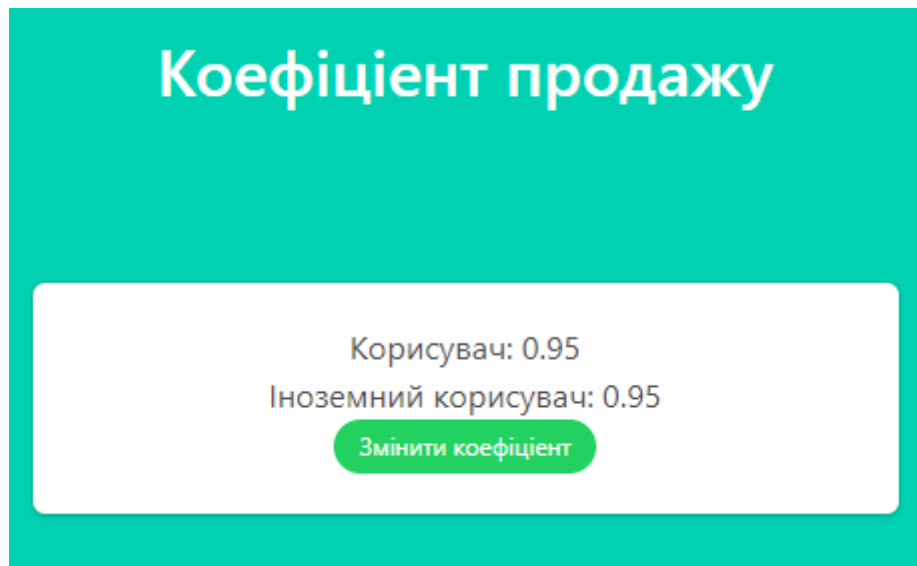 Коефіцієнт продажу
Корисувач: 0.95
Іноземний корисувач: 0.95
Змінити коефіцієнт